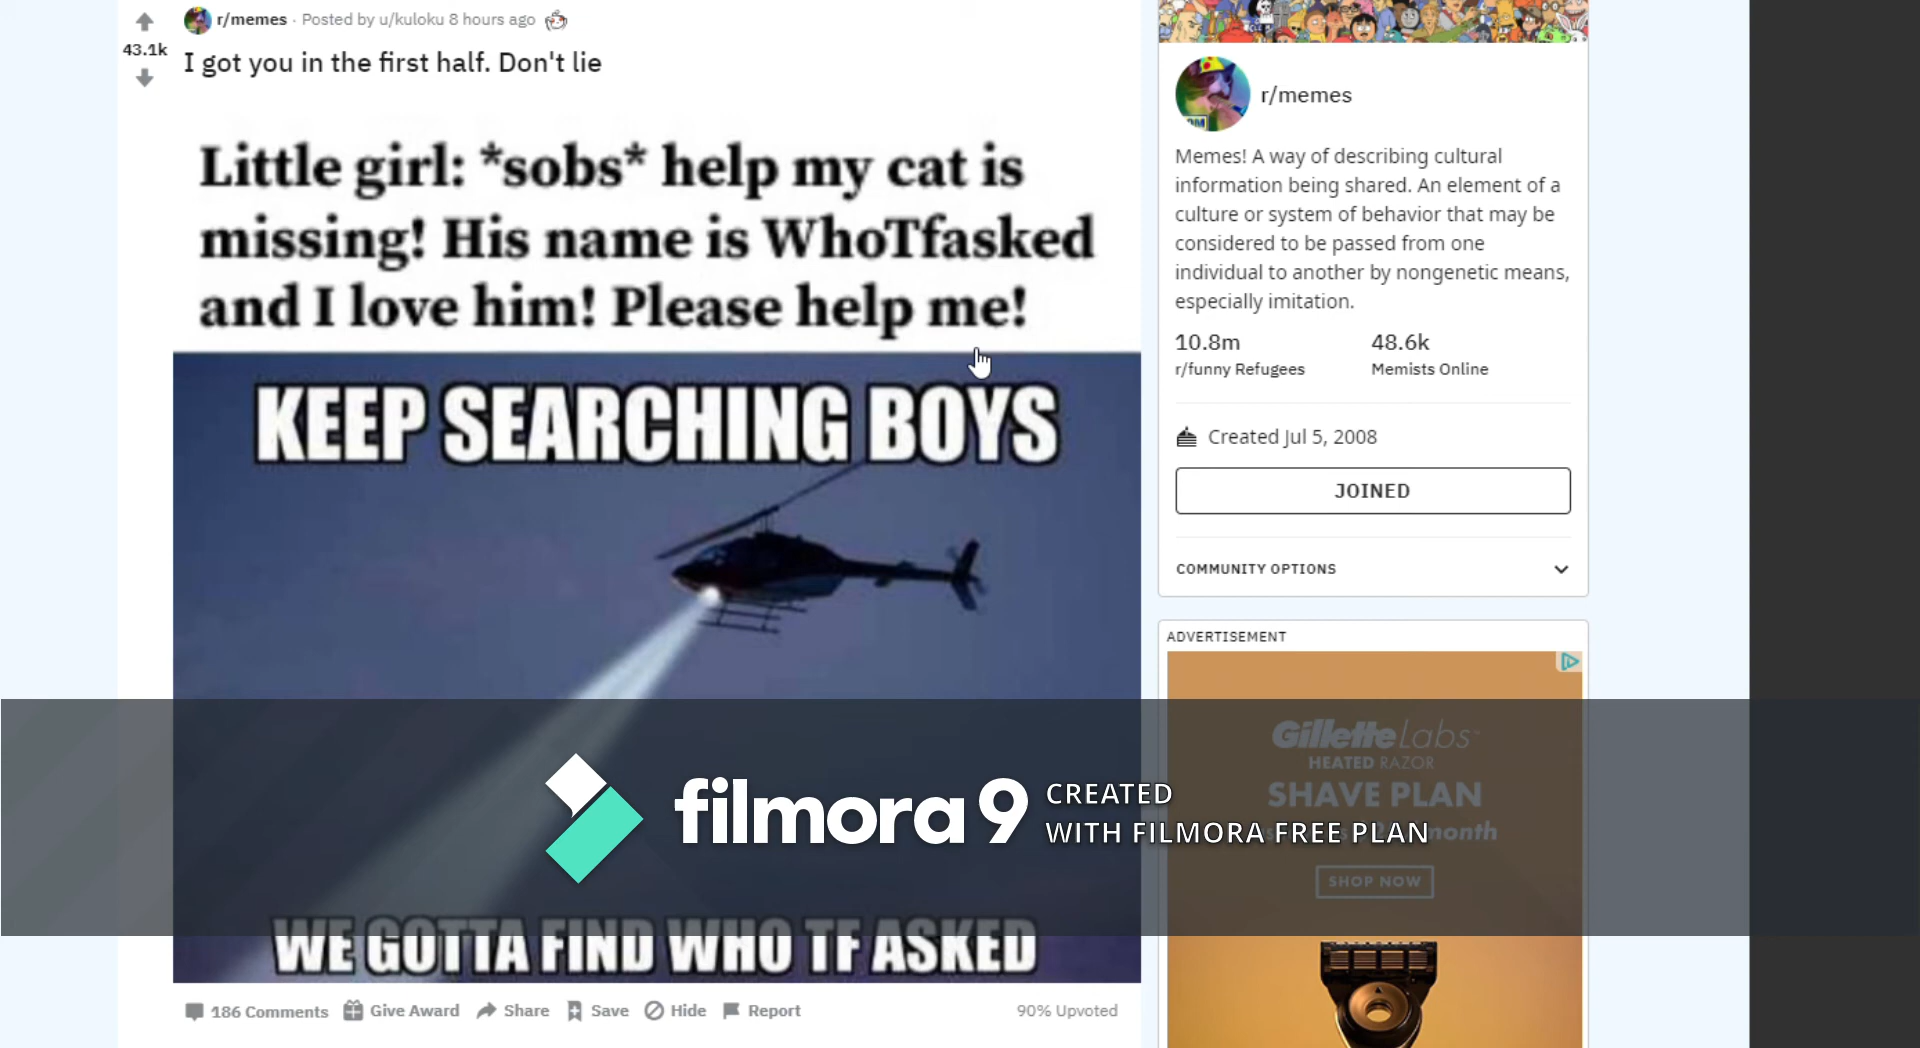 43.1k
r/memes · Posted by u/kuloku 8 hours ago
I got you in the first half. Don't lie
Little girl: *sobs* help my cat is
missing! His name is WhoTfasked
and I love him! Please help me!
KEEP SEARCHING BOYS
WE GOTTA FIND WHO TF ASKED
186 Comments Give Award Share Save Hide Report 90% Upvoted
r/memes
Memes! A way of describing cultural
information being shared. An element of a
culture or system of behavior that may be
considered to be passed from one
individual to another by nongenetic means,
especially imitation.
10.8m 48.6k
r/funny Refugees Memists Online
Created Jul 5, 2008
JOINED
COMMUNITY OPTIONS
ADVERTISEMENT
GilletteLabs
HEATED RAZOR
SHAVE PLAN
month
SHOP NOW
filmora9 CREATED
WITH FILMORA FREE PLAN